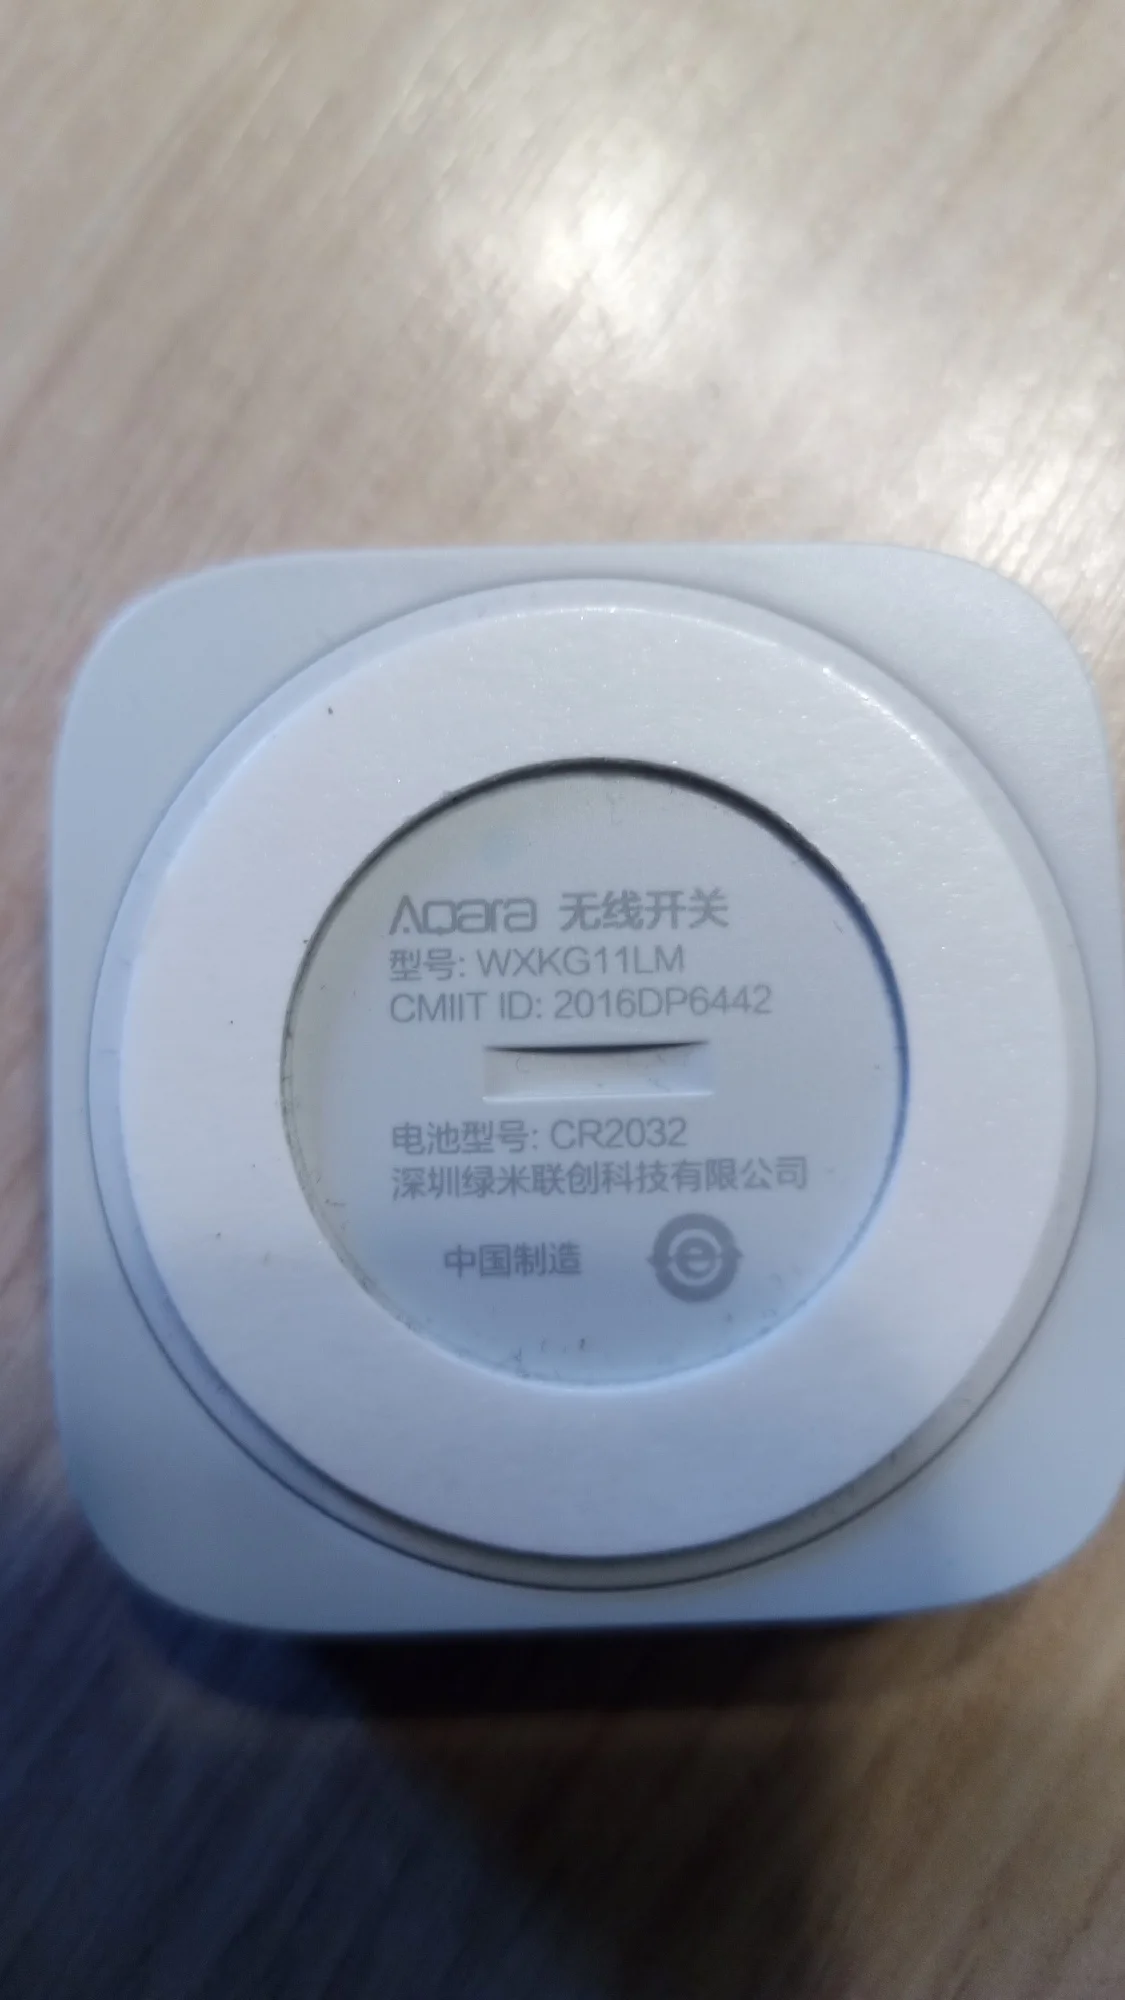 Aqara 无线开关
型号: WXKG11LM
CMIIT ID: 2016DP6442
电池型号: CR2032
深圳绿米联创科技有限公司
中国制造 e